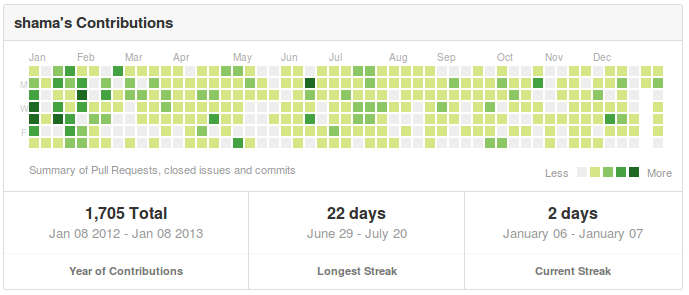 shama's Contributions
Jan Feb Mar Apr May Jun Jul Aug Sep Oct Nov Dec
M
W
F
Summary of Pull Requests, closed issues and commits
Less More
1,705 Total
Jan 08 2012 - Jan 08 2013
Year of Contributions
22 days
June 29 - July 20
Longest Streak
2 days
January 06 - January 07
Current Streak